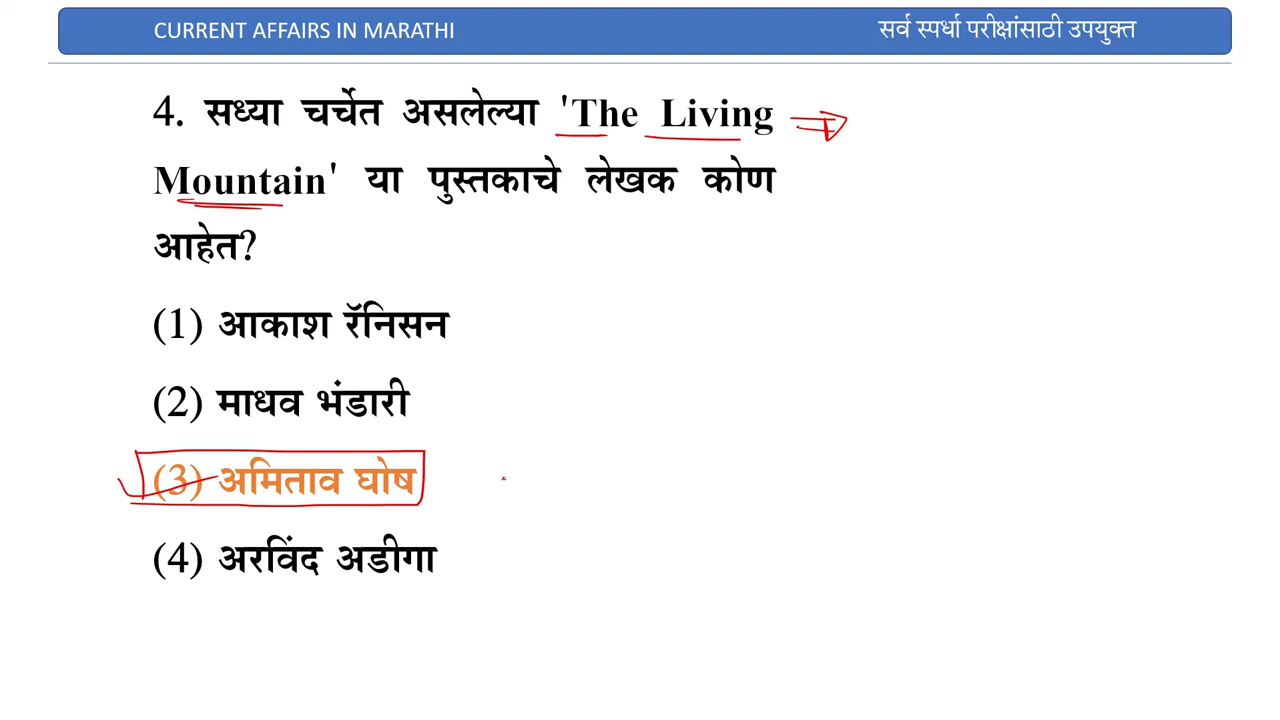 CURRENT AFFAIRS IN MARATHI
सर्व स्पर्धा परीक्षांसाठी उपयुक्त
4. सध्या चर्चेत असलेल्या 'The Living
Mountain' या पुस्तकाचे लेखक कोण
आहेत?
(1) आकाश रॅनिसन
(2) माधव भंडारी
(3) अमिताव घोष
(4) अरविंद अडीगा